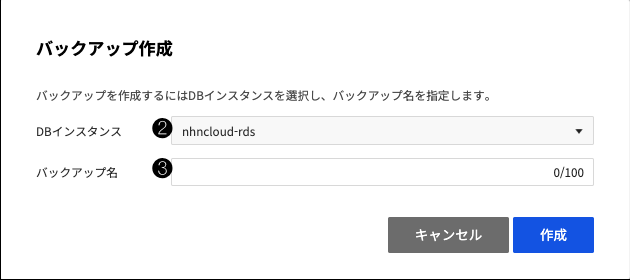 バックアップ作成
バックアップを作成するにはDBインスタンスを選択し、バックアップ名を指定します。
DBインスタンス ❷ nhncloud-rds
バックアップ名 ❸ 0/100
キャンセル 作成